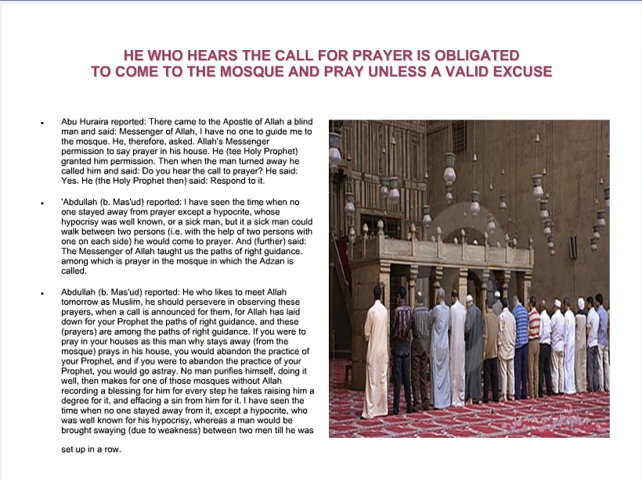 HE WHO HEARS THE CALL FOR PRAYER IS OBLIGATED
TO COME TO THE MOSQUE AND PRAY UNLESS A VALID EXCUSE
• Abu Huraira reported: There came to the Apostle of Allah a blind
man and said: Messenger of Allah, I have no one to guide me to
the mosque. He, therefore, asked. Allah's Messenger
permission to say prayer in his house. He (tee Holy Prophet)
granted him permission. Then when the man turned away he
called him and said: Do you hear the call to prayer? He said:
Yes. He (the Holy Prophet then) said: Respond to it.
• 'Abdullah (b. Mas'ud) reported: I have seen the time when no
one stayed away from prayer except a hypocrite, whose
hypocrisy was well known, or a sick man, but it a sick man could
walk between two persons (i.e. with the help of two persons with
one on each side) he would come to prayer. And (further) said:
The Messenger of Allah taught us the paths of right guidance.
among which is prayer in the mosque in which the Adzan is
called.
• Abdullah (b. Mas'ud) reported: He who likes to meet Allah
tomorrow as Muslim, he should persevere in observing these
prayers, when a call is announced for them, for Allah has laid
down for your Prophet the paths of right guidance, and these
(prayers) are among the paths of right guidance. If you were to
pray in your houses as this man why stays away (from the
mosque) prays in his house, you would abandon the practice of
your Prophet, and if you were to abandon the practice of your
Prophet, you would go astray. No man purifies himself, doing it
well, then makes for one of those mosques without Allah
recording a blessing for him for every step he takes raising him a
degree for it, and effacing a sin from him for it. I have seen the
time when no one stayed away from it, except a hypocrite, who
was well known for his hypocrisy, whereas a man would be
brought swaying (due to weakness) between two men till he was
set up in a row.